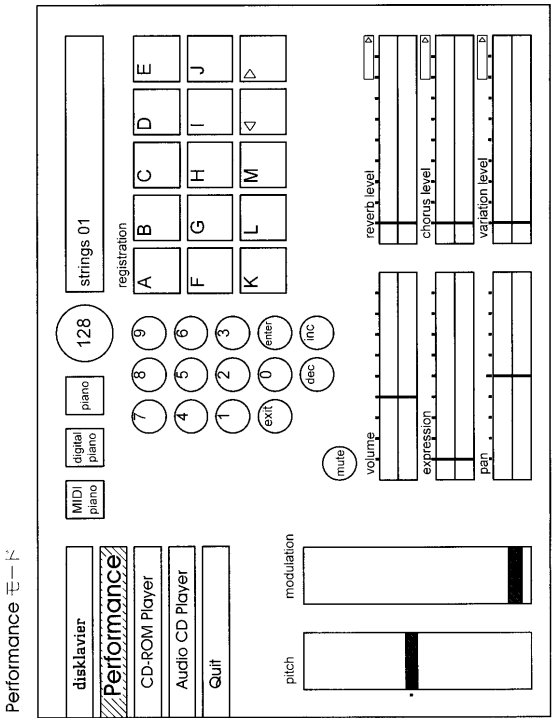 Performance モード
disklavier
Performance
CD-ROM Player
Audio CD Player
Quit
MIDI piano
digital piano
piano
128
strings 01
registration
A B C D E
F G H I J
K L M ◁ ▷
7 8 9
4 5 6
1 2 3
exit 0 enter
dec inc
mute
pitch
modulation
volume
expression
pan
reverb level
chorus level
variation level